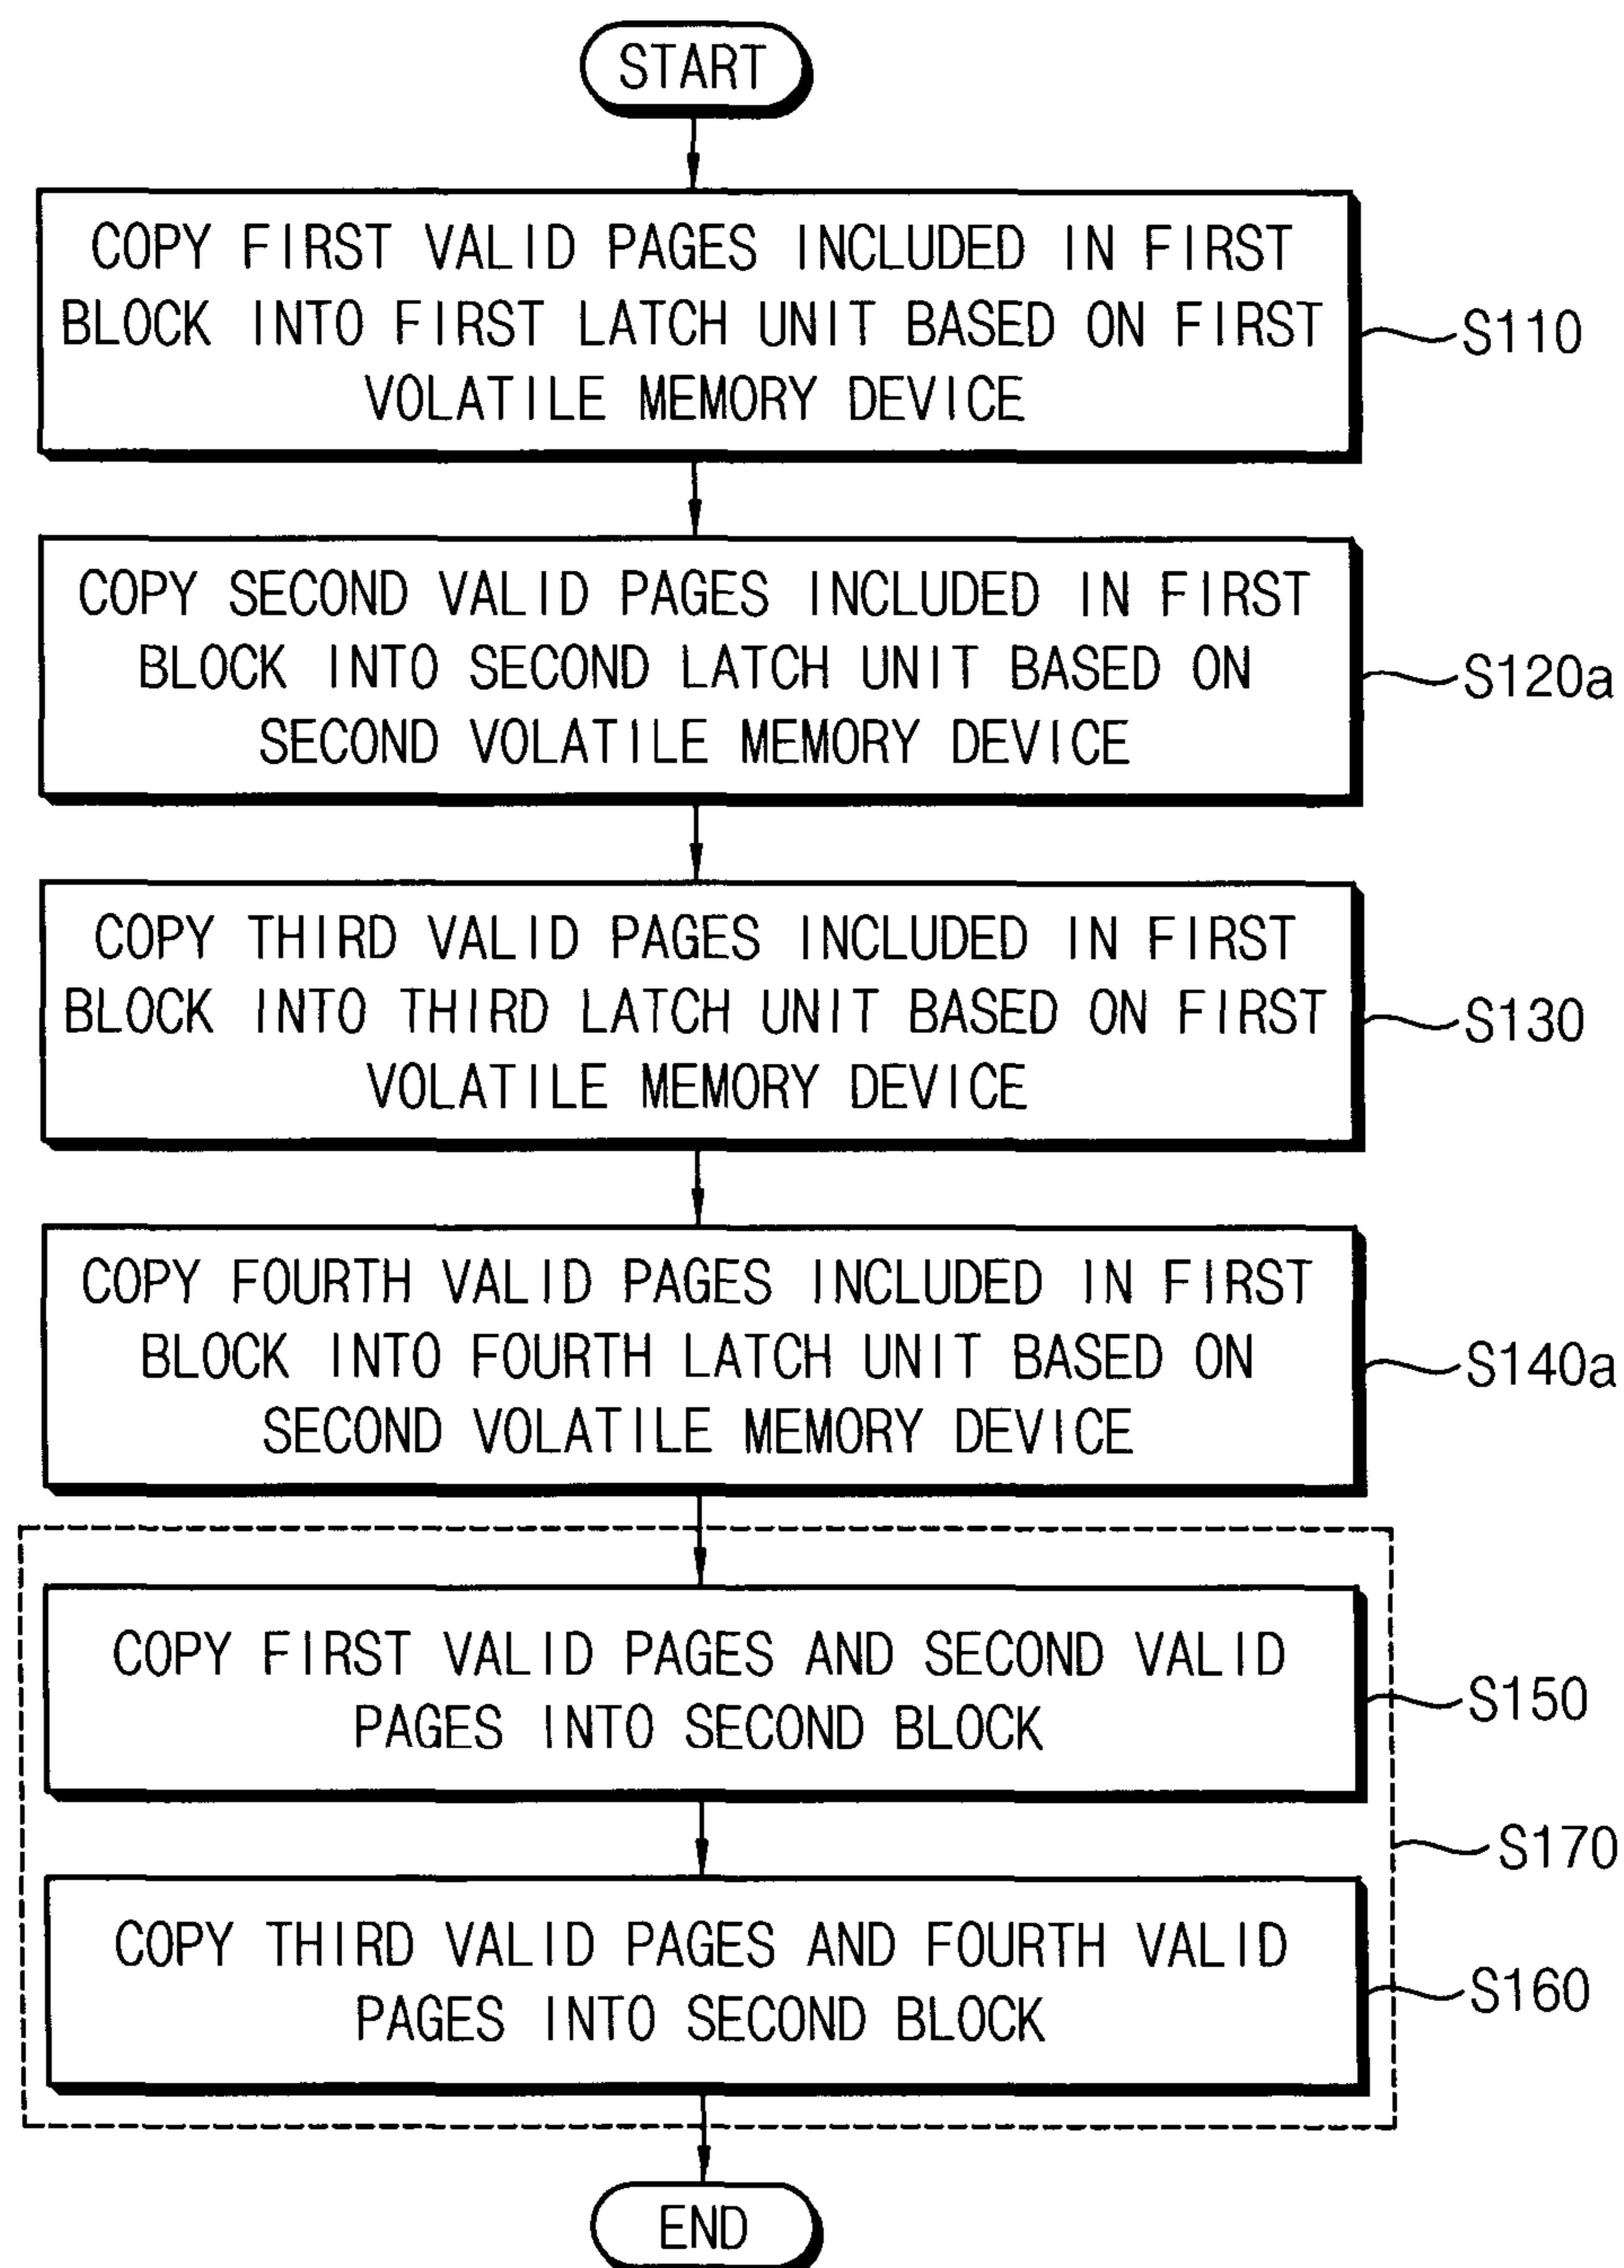 START
COPY FIRST VALID PAGES INCLUDED IN FIRST
BLOCK INTO FIRST LATCH UNIT BASED ON FIRST
VOLATILE MEMORY DEVICE
S110
COPY SECOND VALID PAGES INCLUDED IN FIRST
BLOCK INTO SECOND LATCH UNIT BASED ON
SECOND VOLATILE MEMORY DEVICE
S120a
COPY THIRD VALID PAGES INCLUDED IN FIRST
BLOCK INTO THIRD LATCH UNIT BASED ON FIRST
VOLATILE MEMORY DEVICE
S130
COPY FOURTH VALID PAGES INCLUDED IN FIRST
BLOCK INTO FOURTH LATCH UNIT BASED ON
SECOND VOLATILE MEMORY DEVICE
S140a
COPY FIRST VALID PAGES AND SECOND VALID
PAGES INTO SECOND BLOCK
S150
S170
COPY THIRD VALID PAGES AND FOURTH VALID
PAGES INTO SECOND BLOCK
S160
END